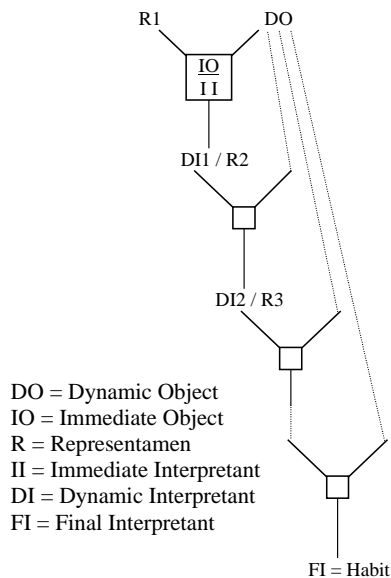 R1 DO
IO
I I
DI1 / R2
DI2 / R3
DO = Dynamic Object
IO = Immediate Object
R = Representamen
II = Immediate Interpretant
DI = Dynamic Interpretant
FI = Final Interpretant
FI = Habit